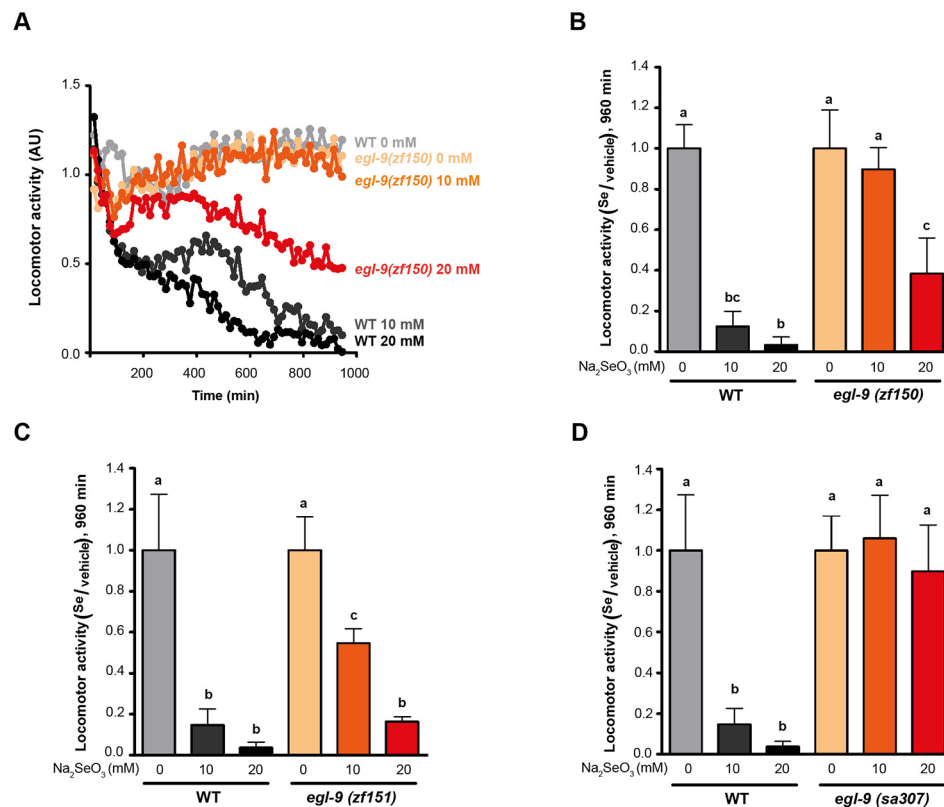 A
Locomotor activity (AU)
1.5
1.0
0.5
0.0
200
400
600
800
1000
Time (min)
WT 0 mM
egl-9(zf150) 0 mM
egl-9(zf150) 10 mM
egl-9(zf150) 20 mM
WT 10 mM
WT 20 mM
B
Locomotor activity (Se/vehicle), 960 min
1.4
1.2
1.0
0.8
0.6
0.4
0.2
0.0
a
bc
b
a
a
c
Na₂SeO₃ (mM)
0
10
20
0
10
20
WT
egl-9 (zf150)
C
Locomotor activity (Se/vehicle), 960 min
1.4
1.2
1.0
0.8
0.6
0.4
0.2
0.0
a
b
b
a
c
b
Na₂SeO₃ (mM)
0
10
20
0
10
20
WT
egl-9 (zf151)
D
Locomotor activity (Se/vehicle), 960 min
1.4
1.2
1.0
0.8
0.6
0.4
0.2
0.0
a
b
b
a
a
a
Na₂SeO₃ (mM)
0
10
20
0
10
20
WT
egl-9 (sa307)